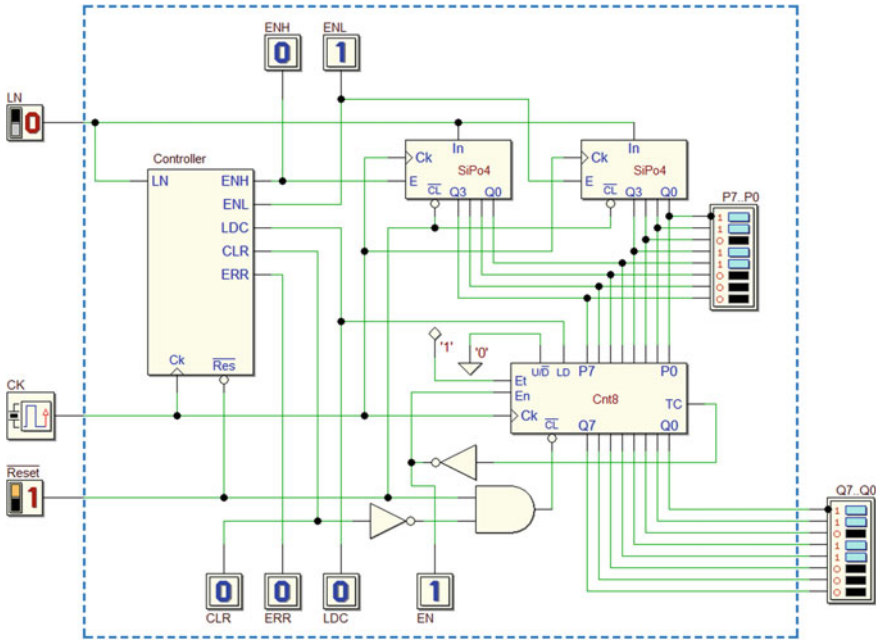 ENH
ENL
0
1
LN
0
Controller
LN
ENH
ENL
LDC
CLR
ERR
Ck
Res
In
Ck
E
SiPo4
CL
Q3
Q0
In
Ck
E
SiPo4
CL
Q3
Q0
P7..P0
1
1
0
1
1
0
0
0
'1'
'0'
U/D
LD
P7
P0
Et
En
Ck
Cnt8
CL
TC
Q7
Q0
CK
Reset
1
Q7..Q0
1
1
0
1
1
0
0
0
0
0
0
1
CLR
ERR
LDC
EN